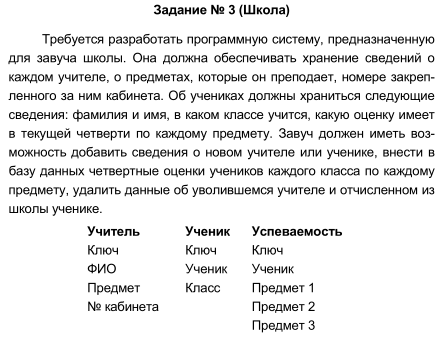 Задание № 3 (Школа)
Требуется разработать программную систему, предназначенную
для завуча школы. Она должна обеспечивать хранение сведений о
каждом учителе, о предметах, которые он преподает, номере закреп-
ленного за ним кабинета. Об учениках должны храниться следующие
сведения: фамилия и имя, в каком классе учится, какую оценку имеет
в текущей четверти по каждому предмету. Завуч должен иметь воз-
можность добавить сведения о новом учителе или ученике, внести в
базу данных четвертные оценки учеников каждого класса по каждому
предмету, удалить данные об уволившемся учителе и отчисленном из
школы ученике.
Учитель Ученик Успеваемость
Ключ Ключ Ключ
ФИО Ученик Ученик
Предмет Класс Предмет 1
№ кабинета Предмет 2
Предмет 3